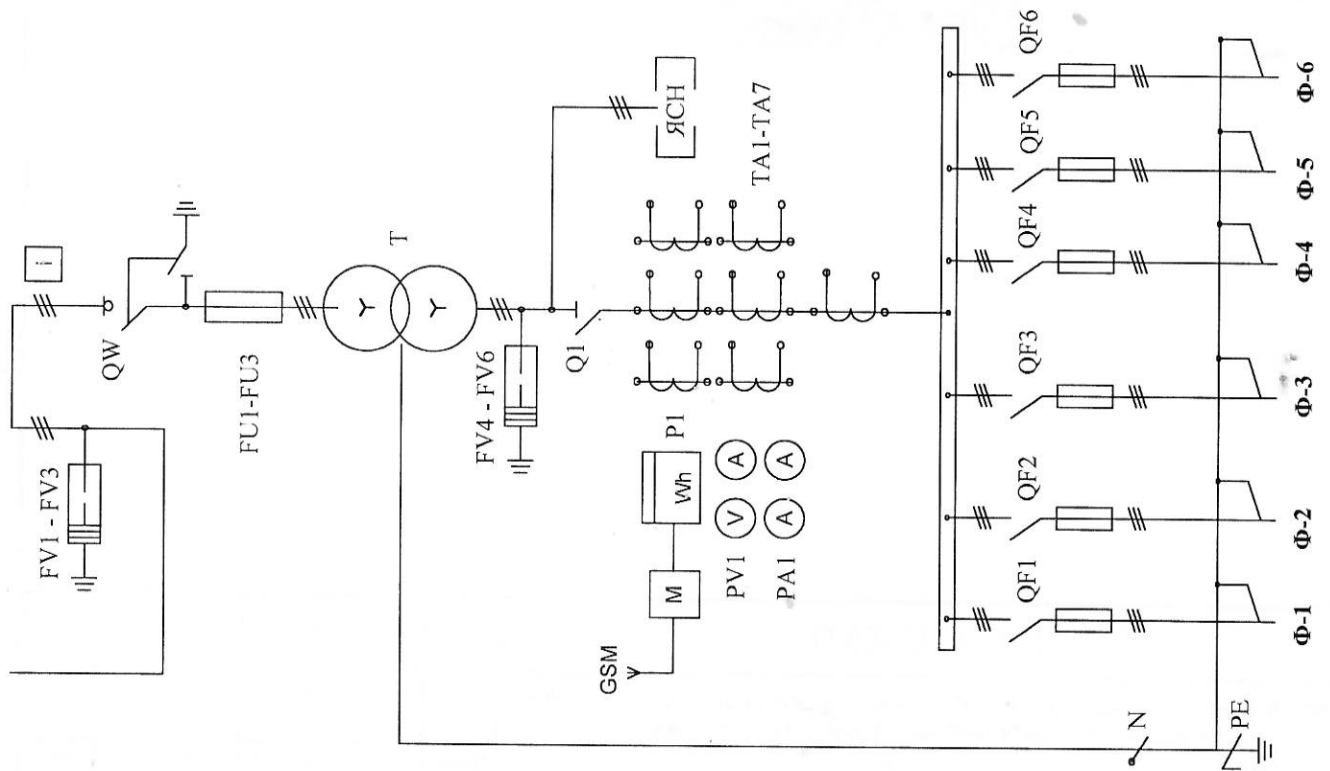 FV1 - FV3
QW
i
FU1-FU3
T
FV4 - FV6
Q1
ЯСН
TA1-TA7
P1
Wh
M
GSM
PV1
V
A
PA1
A
A
QF1
QF2
QF3
QF4
QF5
QF6
N
PE
Ф-1
Ф-2
Ф-3
Ф-4
Ф-5
Ф-6